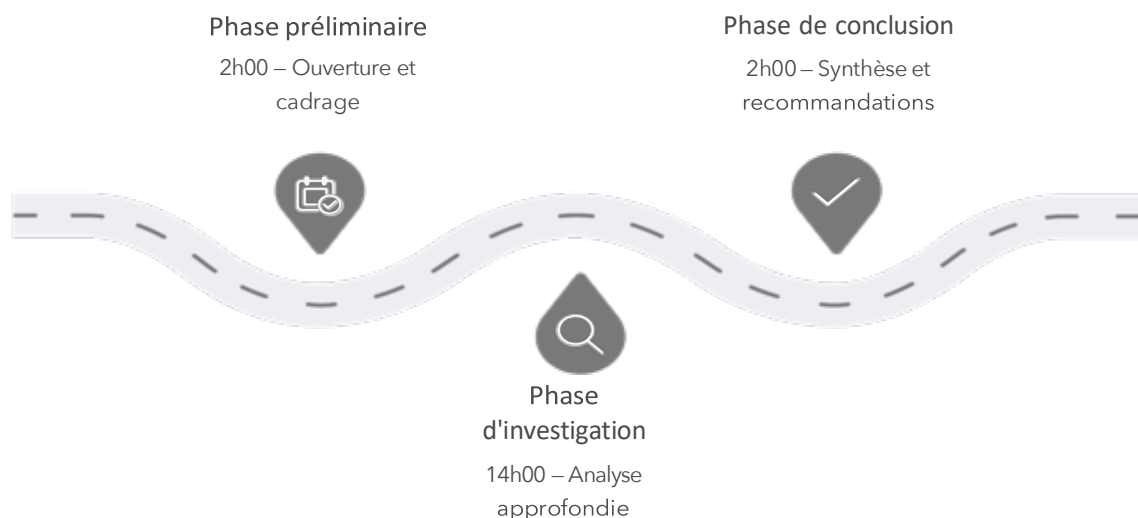 Phase préliminaire
2h00 – Ouverture et
cadrage
Phase de conclusion
2h00 – Synthèse et
recommandations
Phase
d'investigation
14h00 – Analyse
approfondie